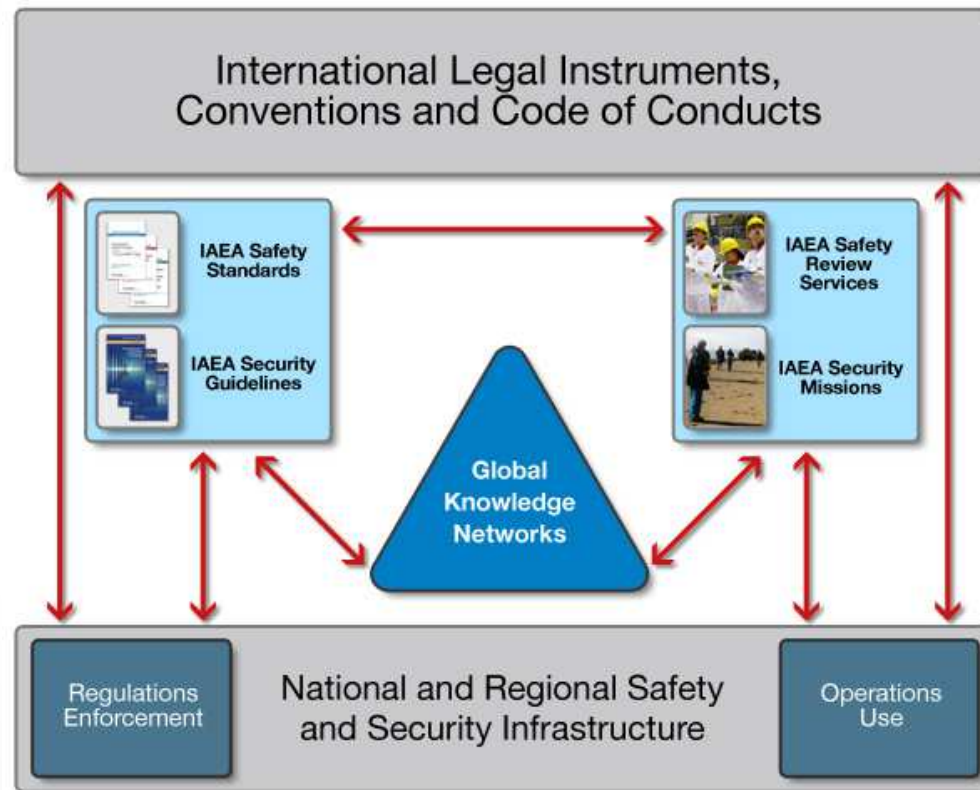 International Legal Instruments,
Conventions and Code of Conducts
IAEA Safety
Standards
IAEA Security
Guidelines
IAEA Safety
Review
Services
IAEA Security
Missions
Global
Knowledge
Networks
Regulations
Enforcement
National and Regional Safety
and Security Infrastructure
Operations
Use